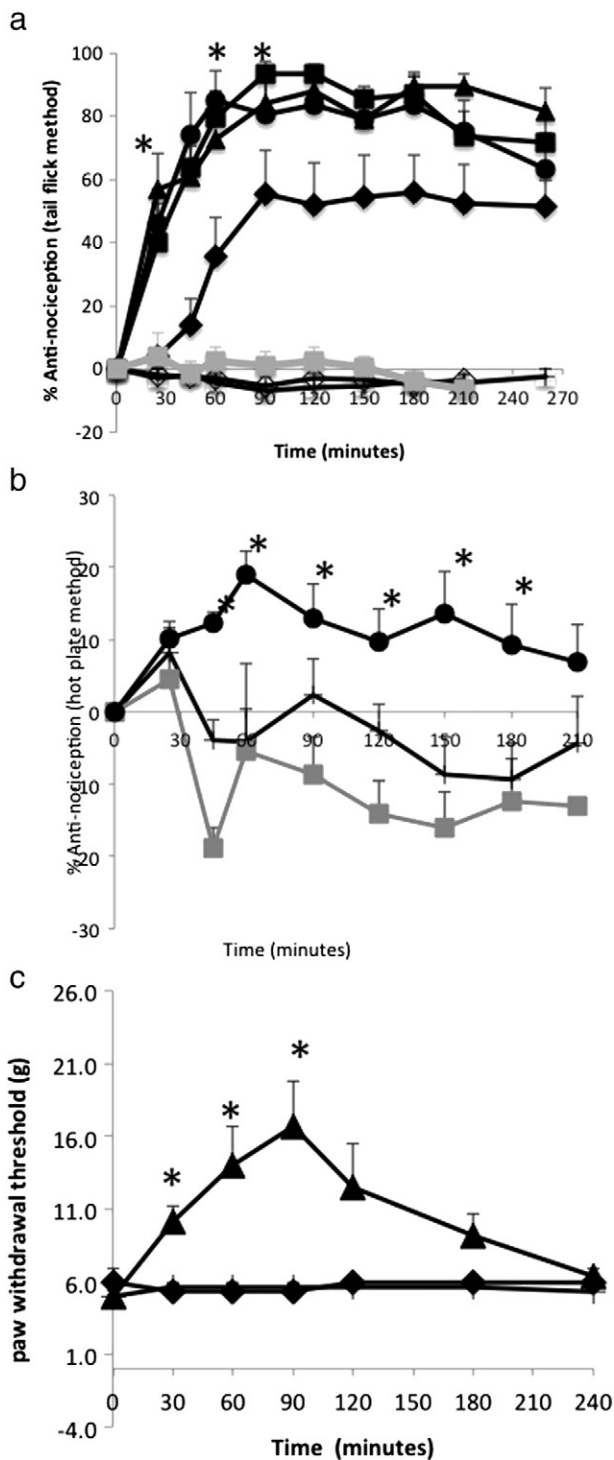 a
% Anti-nociception (tail flick method)
100
80
60
40
20
0
-20
0 30 60 90 120 150 180 210 240 270
Time (minutes)
* * *
b
% Anti-nociception (hot plate method)
30
20
10
0
-10
-20
-30
0 30 60 90 120 150 180 210
Time (minutes)
* * * * * *
c
paw withdrawal threshold (g)
26.0
21.0
16.0
11.0
6.0
1.0
-4.0
0 30 60 90 120 150 180 210 240
Time (minutes)
* * *